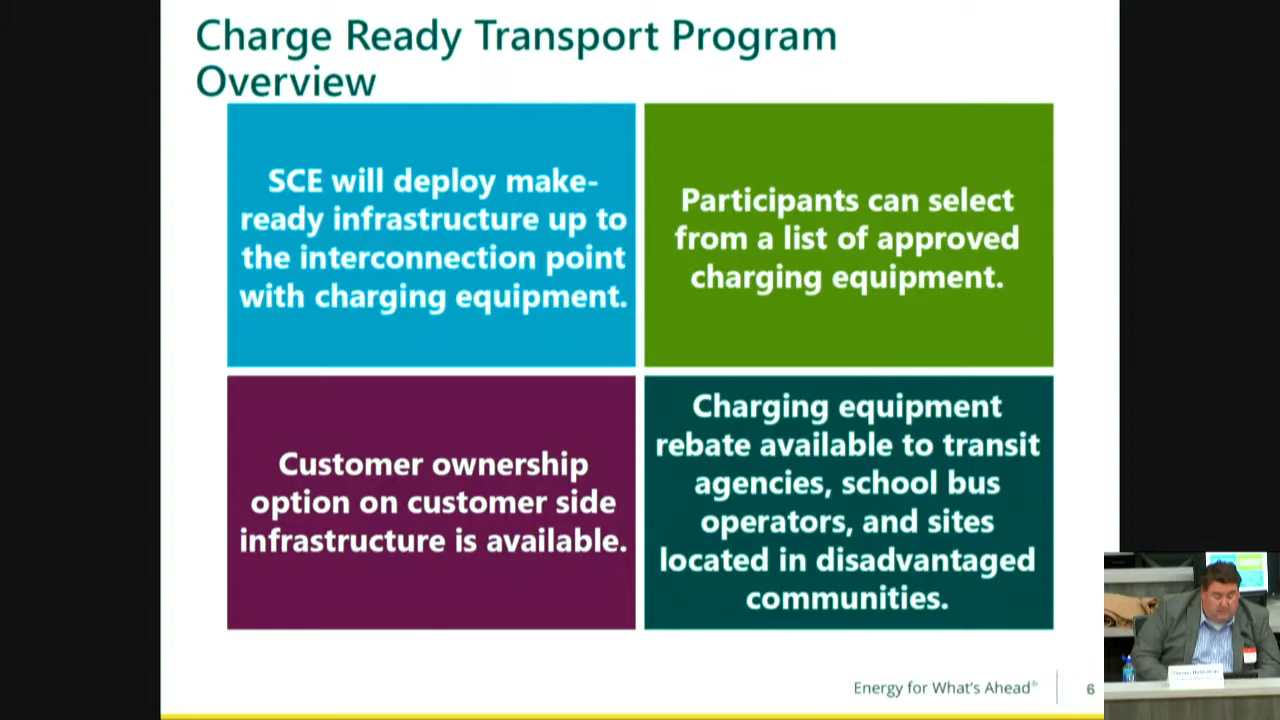 Charge Ready Transport Program
Overview
SCE will deploy make-
ready infrastructure up to
the interconnection point
with charging equipment.
Participants can select
from a list of approved
charging equipment.
Customer ownership
option on customer side
infrastructure is available.
Charging equipment
rebate available to transit
agencies, school bus
operators, and sites
located in disadvantaged
communities.
Energy for What's Ahead®
6